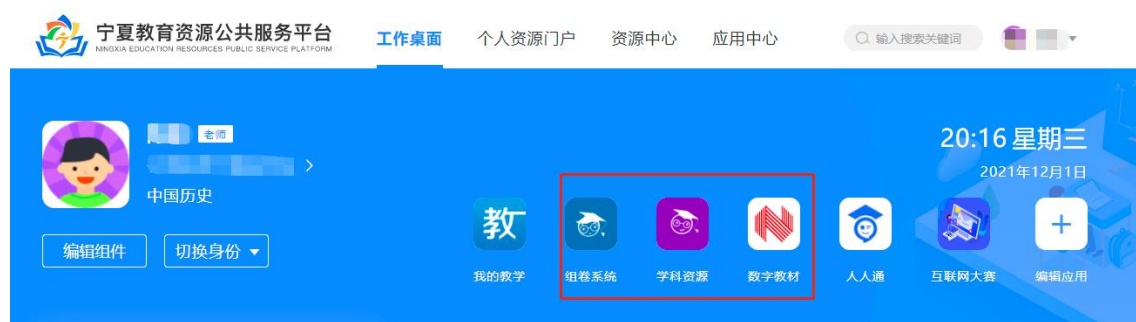 宁夏教育资源公共服务平台
NINGXIA EDUCATION RESOURCES PUBLIC SERVICE PLATFORM
工作桌面 个人资源门户 资源中心 应用中心 输入搜索关键词
老师
中国历史
编辑组件 切换身份
20:16 星期三
2021年12月1日
教
我的教学 组卷系统 学科资源 数字教材 人人通 互联网大赛 编辑应用